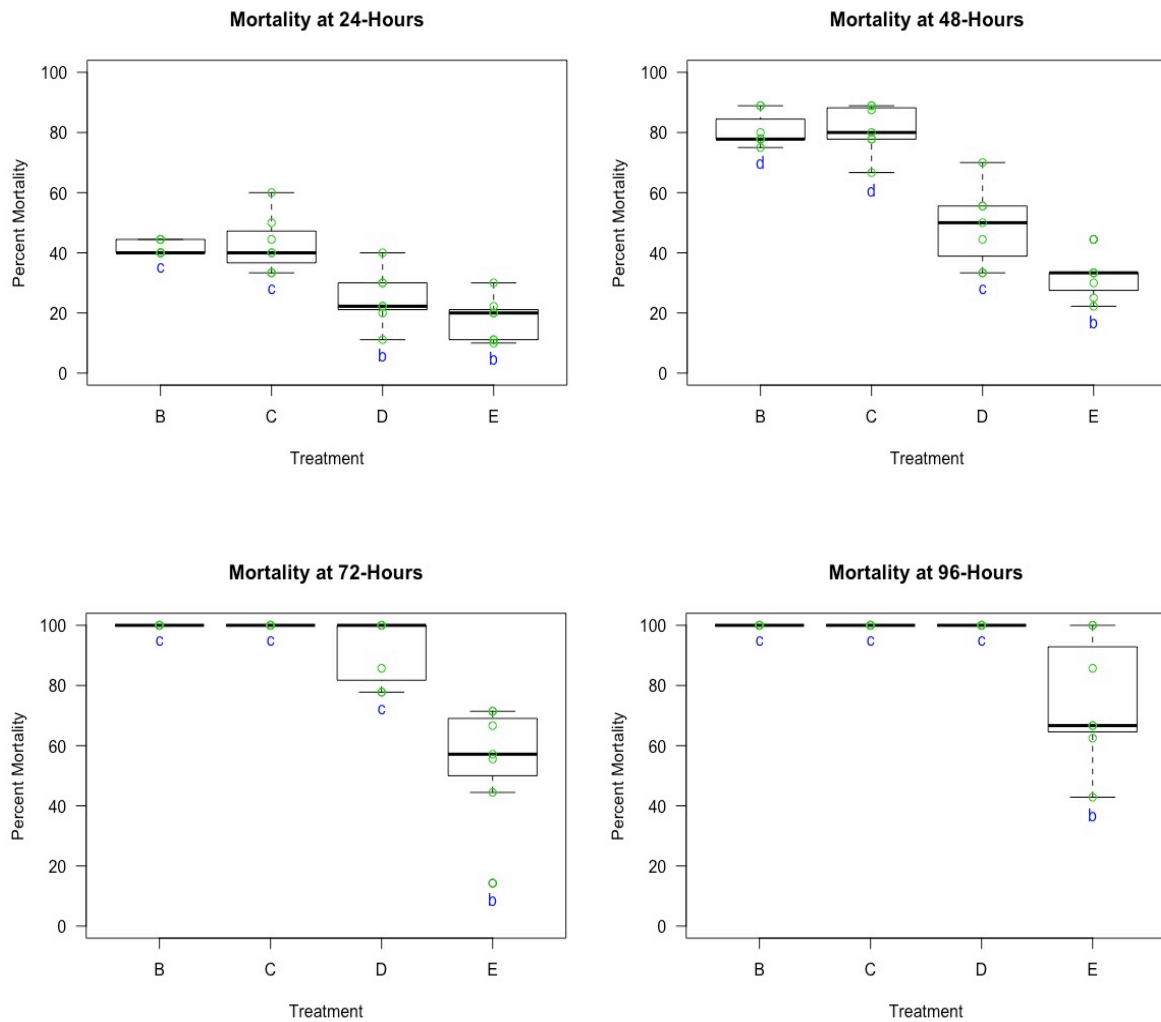 Mortality at 24-Hours
Percent Mortality
100
80
60
40
20
0
c
c
b
b
B C D E
Treatment
Mortality at 48-Hours
Percent Mortality
100
80
60
40
20
0
d
d
c
b
B C D E
Treatment
Mortality at 72-Hours
Percent Mortality
100
80
60
40
20
0
c
c
c
b
B C D E
Treatment
Mortality at 96-Hours
Percent Mortality
100
80
60
40
20
0
c
c
c
b
B C D E
Treatment